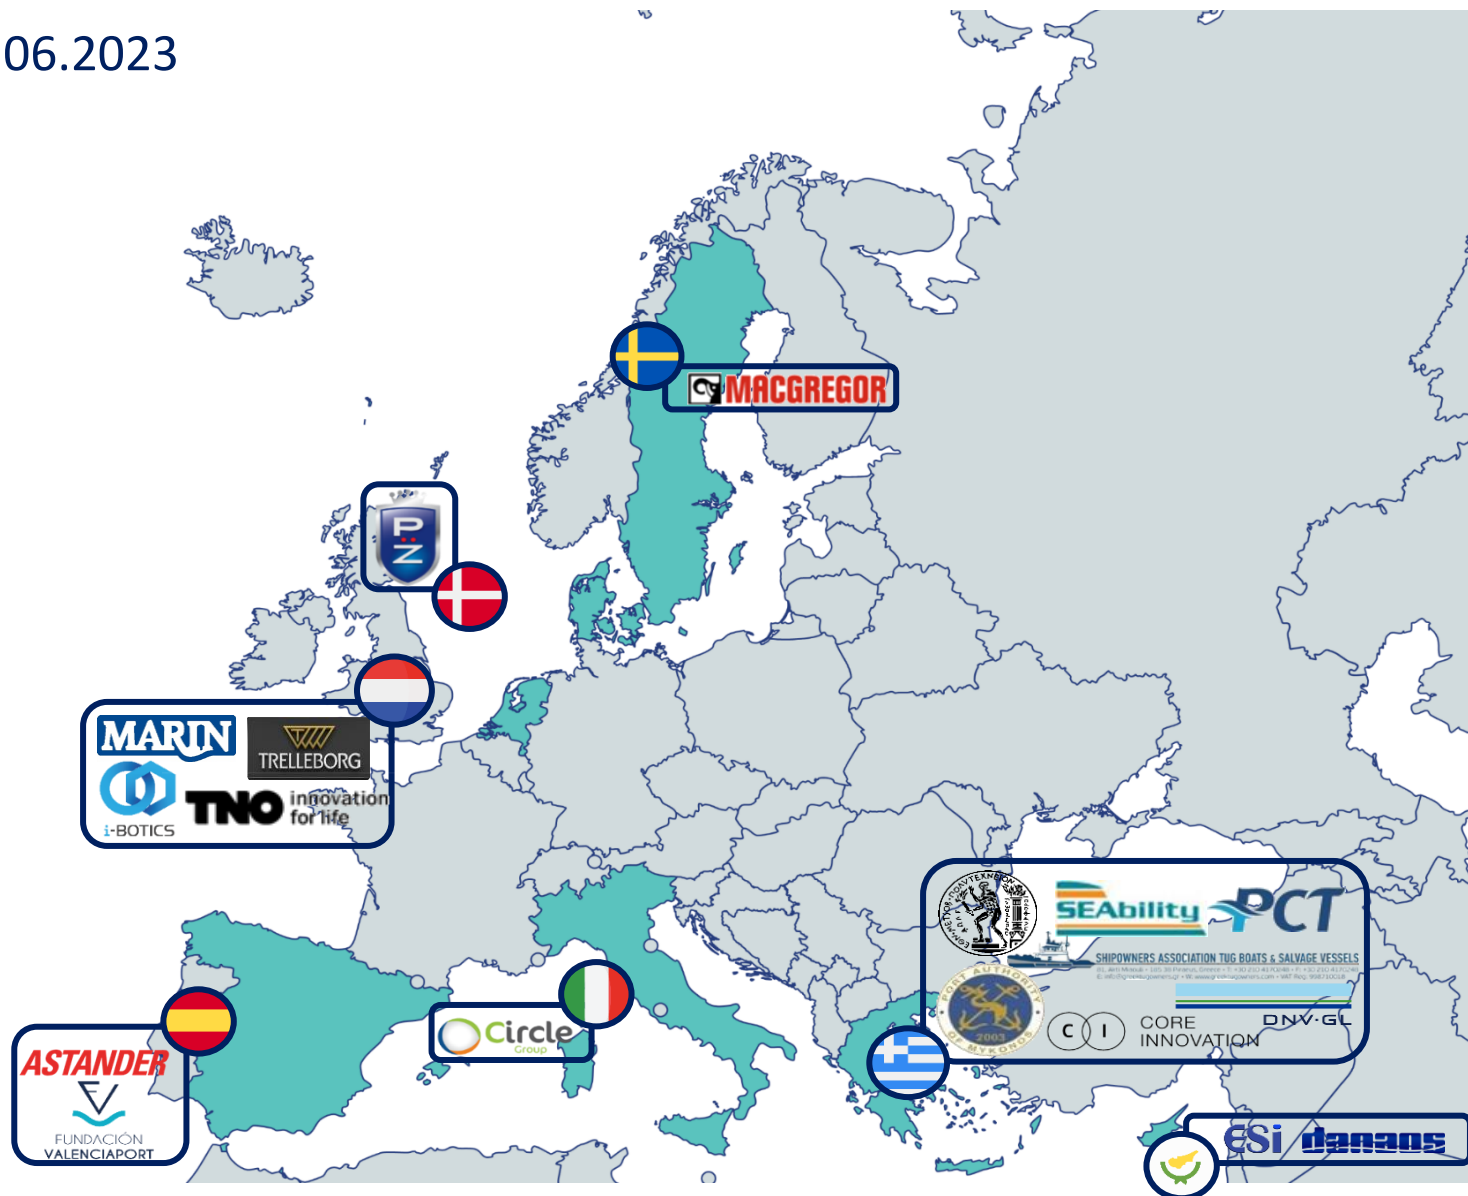 06.2023
MACGREGOR
P
Z
MARIN
TRELLEBORG
i-BOTICS
TNO innovation
for life
SEAbility
PCT
SHIPOWNERS ASSOCIATION TUG BOATS & SALVAGE VESSELS
PORT AUTHORITY
OF MYKONOS
2003
C I
CORE
INNOVATION
DNV·GL
Circle
Group
ASTANDER
FV
FUNDACIÓN
VALENCIAPORT
ESi danaos